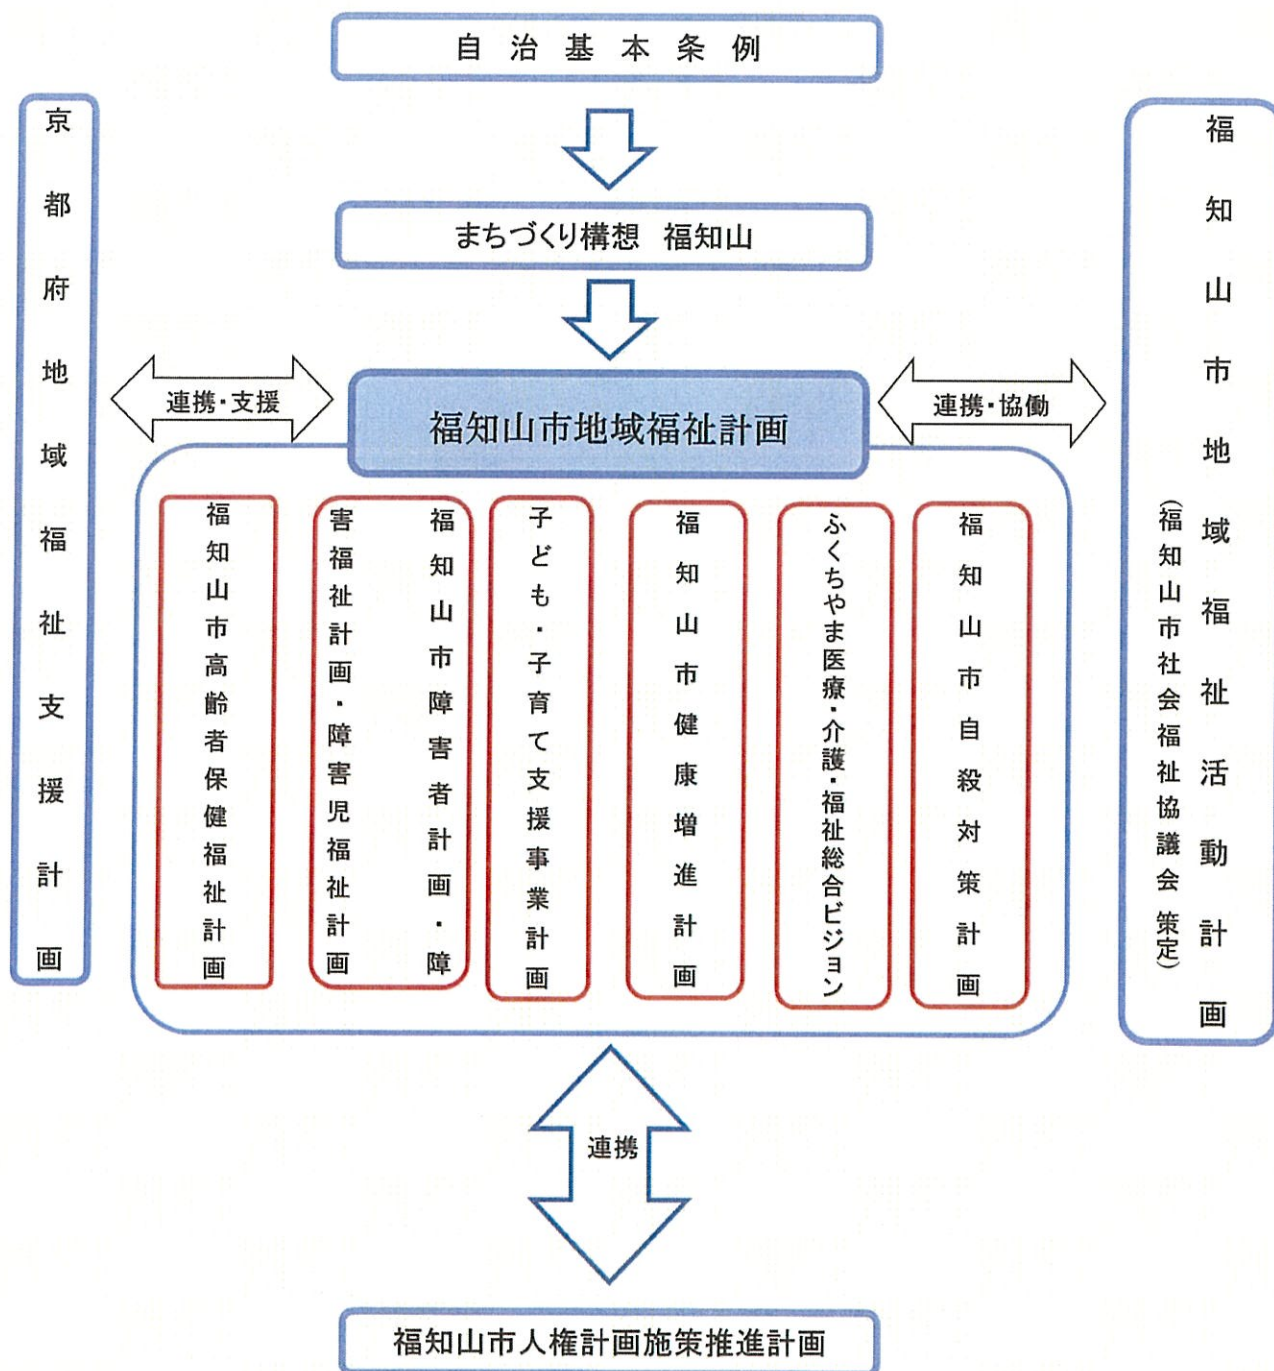 自治基本条例
まちづくり構想 福知山
京都府地域福祉支援計画
連携・支援
福知山市地域福祉計画
連携・協働
福知山市地域福祉活動計画
(福知山市社会福祉協議会 策定)
福知山市高齢者保健福祉計画
福知山市障害者計画・障
害福祉計画・障害児福祉計画
子ども・子育て支援事業計画
福知山市健康増進計画
ふくちやま医療・介護・福祉総合ビジョン
福知山市自殺対策計画
連携
福知山市人権計画施策推進計画